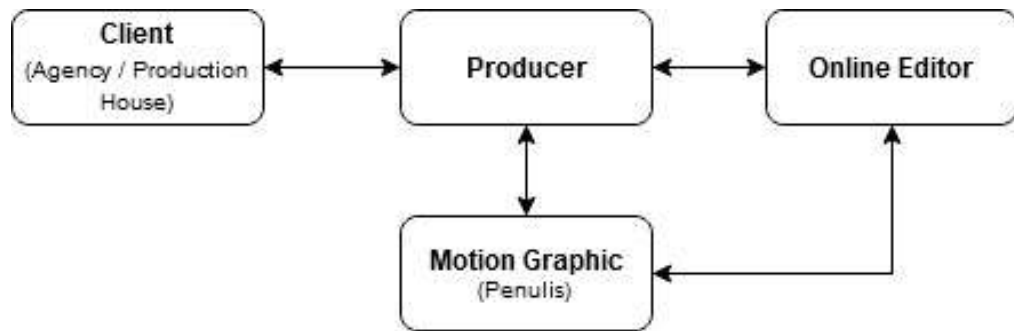 Client
(Agency / Production
House)
Producer
Online Editor
Motion Graphic
(Penulis)